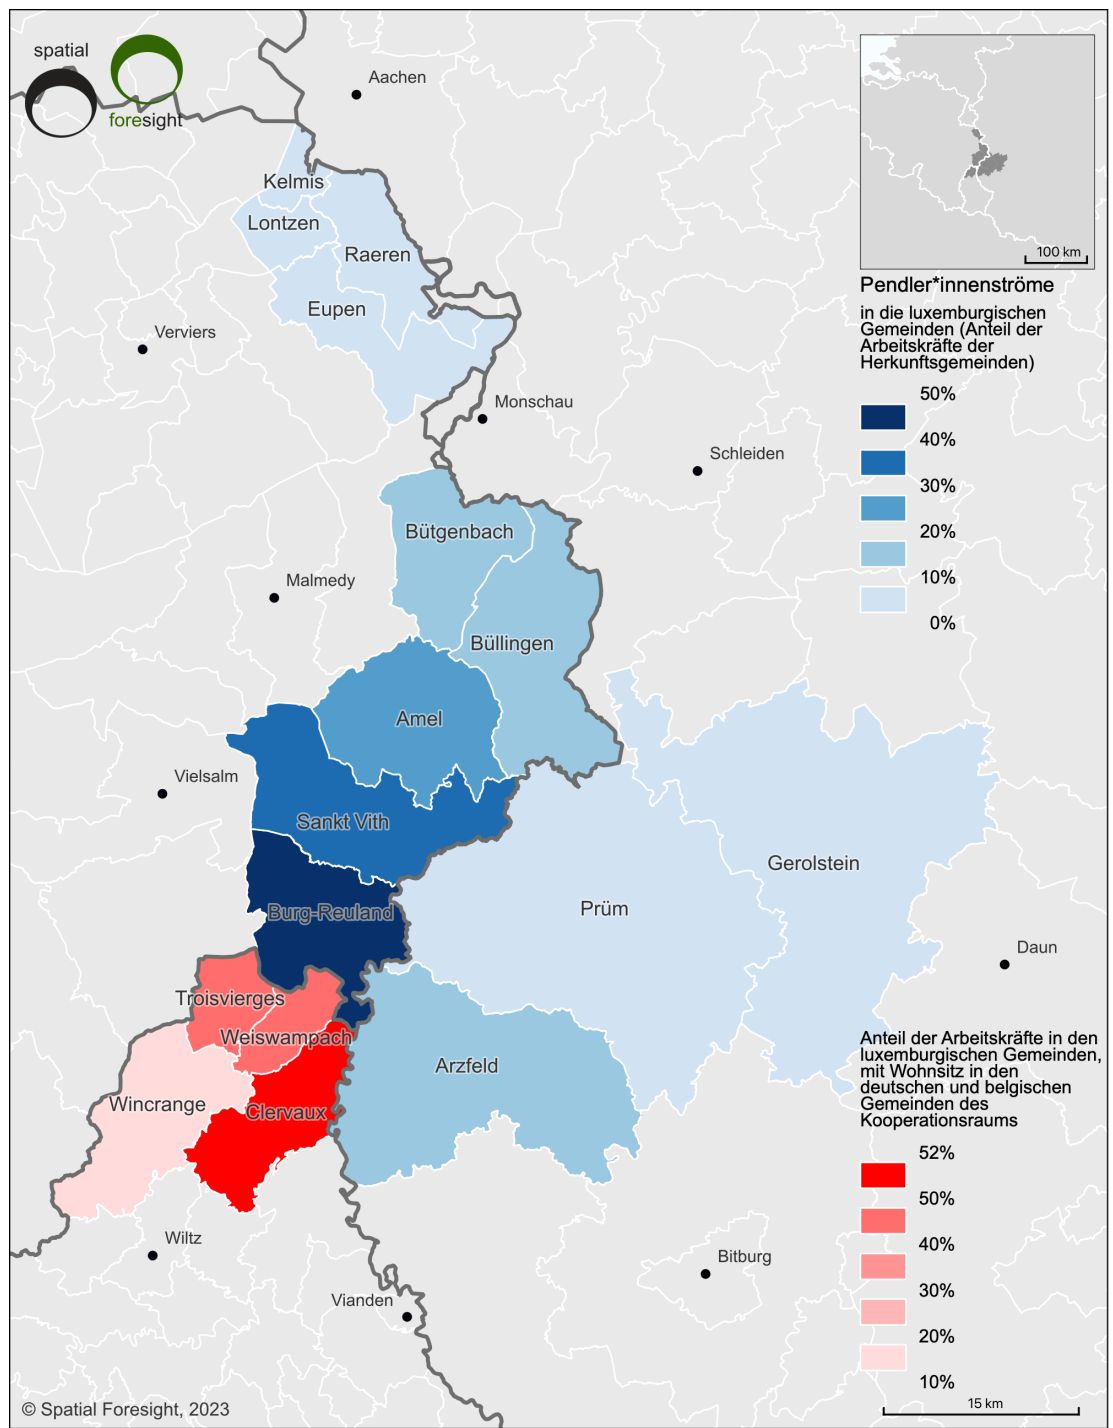 spatial
foresight
Aachen
100 km
Kelmis
Lontzen
Raeren
Eupen
Verviers
Monschau
Schleiden
Pendler*innenströme
in die luxemburgischen
Gemeinden (Anteil der
Arbeitskräfte der
Herkunftsgemeinden)
50%
40%
30%
20%
10%
0%
Bütgenbach
Malmedy
Büllingen
Amel
Vielsalm
Sankt Vith
Gerolstein
Burg-Reuland
Prüm
Daun
Troisvierges
Weiswampach
Arzfeld
Wincrange
Clervaux
Anteil der Arbeitskräfte in den
luxemburgischen Gemeinden,
mit Wohnsitz in den
deutschen und belgischen
Gemeinden des
Kooperationsraums
52%
50%
40%
30%
20%
10%
Wiltz
Bitburg
Vianden
15 km
© Spatial Foresight, 2023